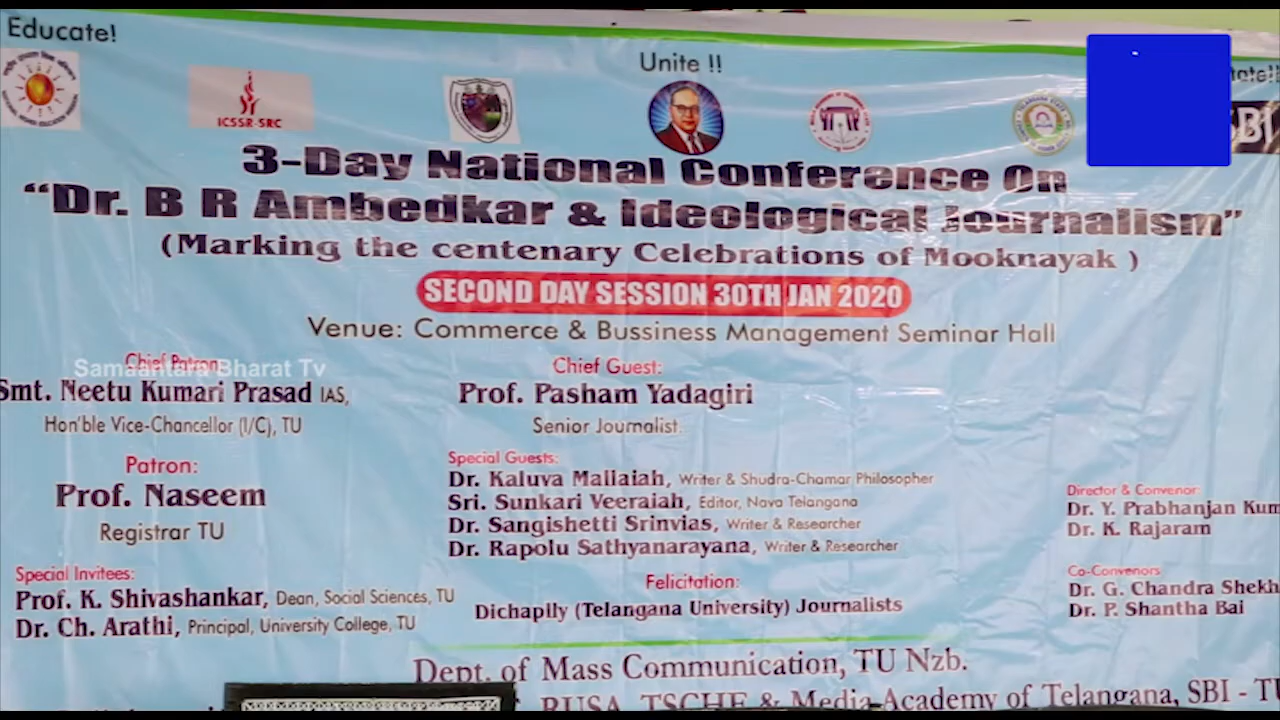 Educate!
Unite !!
ICSSR-SRC
SBI
3-Day National Conference On
“Dr. B R Ambedkar & Ideological Journalism”
(Marking the centenary Celebrations of Mooknayak )
SECOND DAY SESSION 30TH JAN 2020
Venue: Commerce & Bussiness Management Seminar Hall
Chief Patron:
Samaantara Bharat Tv
Smt. Neetu Kumari Prasad IAS,
Hon'ble Vice-Chancellor (I/C), TU
Patron:
Prof. Naseem
Registrar TU
Special Invitees:
Prof. K. Shivashankar, Dean, Social Sciences, TU
Dr. Ch. Arathi, Principal, University College, TU
Chief Guest:
Prof. Pasham Yadagiri
Senior Journalist.
Special Guests:
Dr. Kaluva Mallaiah, Writer & Shudra-Chamar Philosopher
Sri. Sunkari Veeraiah, Editor, Nava Telangana
Dr. Sangishetti Srinvias, Writer & Researcher
Dr. Rapolu Sathyanarayana, Writer & Researcher
Felicitation:
Dichaplly (Telangana University) Journalists
Director & Convenor:
Dr. Y. Prabhanjan Kum
Dr. K. Rajaram
Co-Convenors
Dr. G. Chandra Shekh
Dr. P. Shantha Bai
Dept. of Mass Communication, TU Nzb.
RUSA, TSCHE & Media Academy of Telangana, SBI - TU